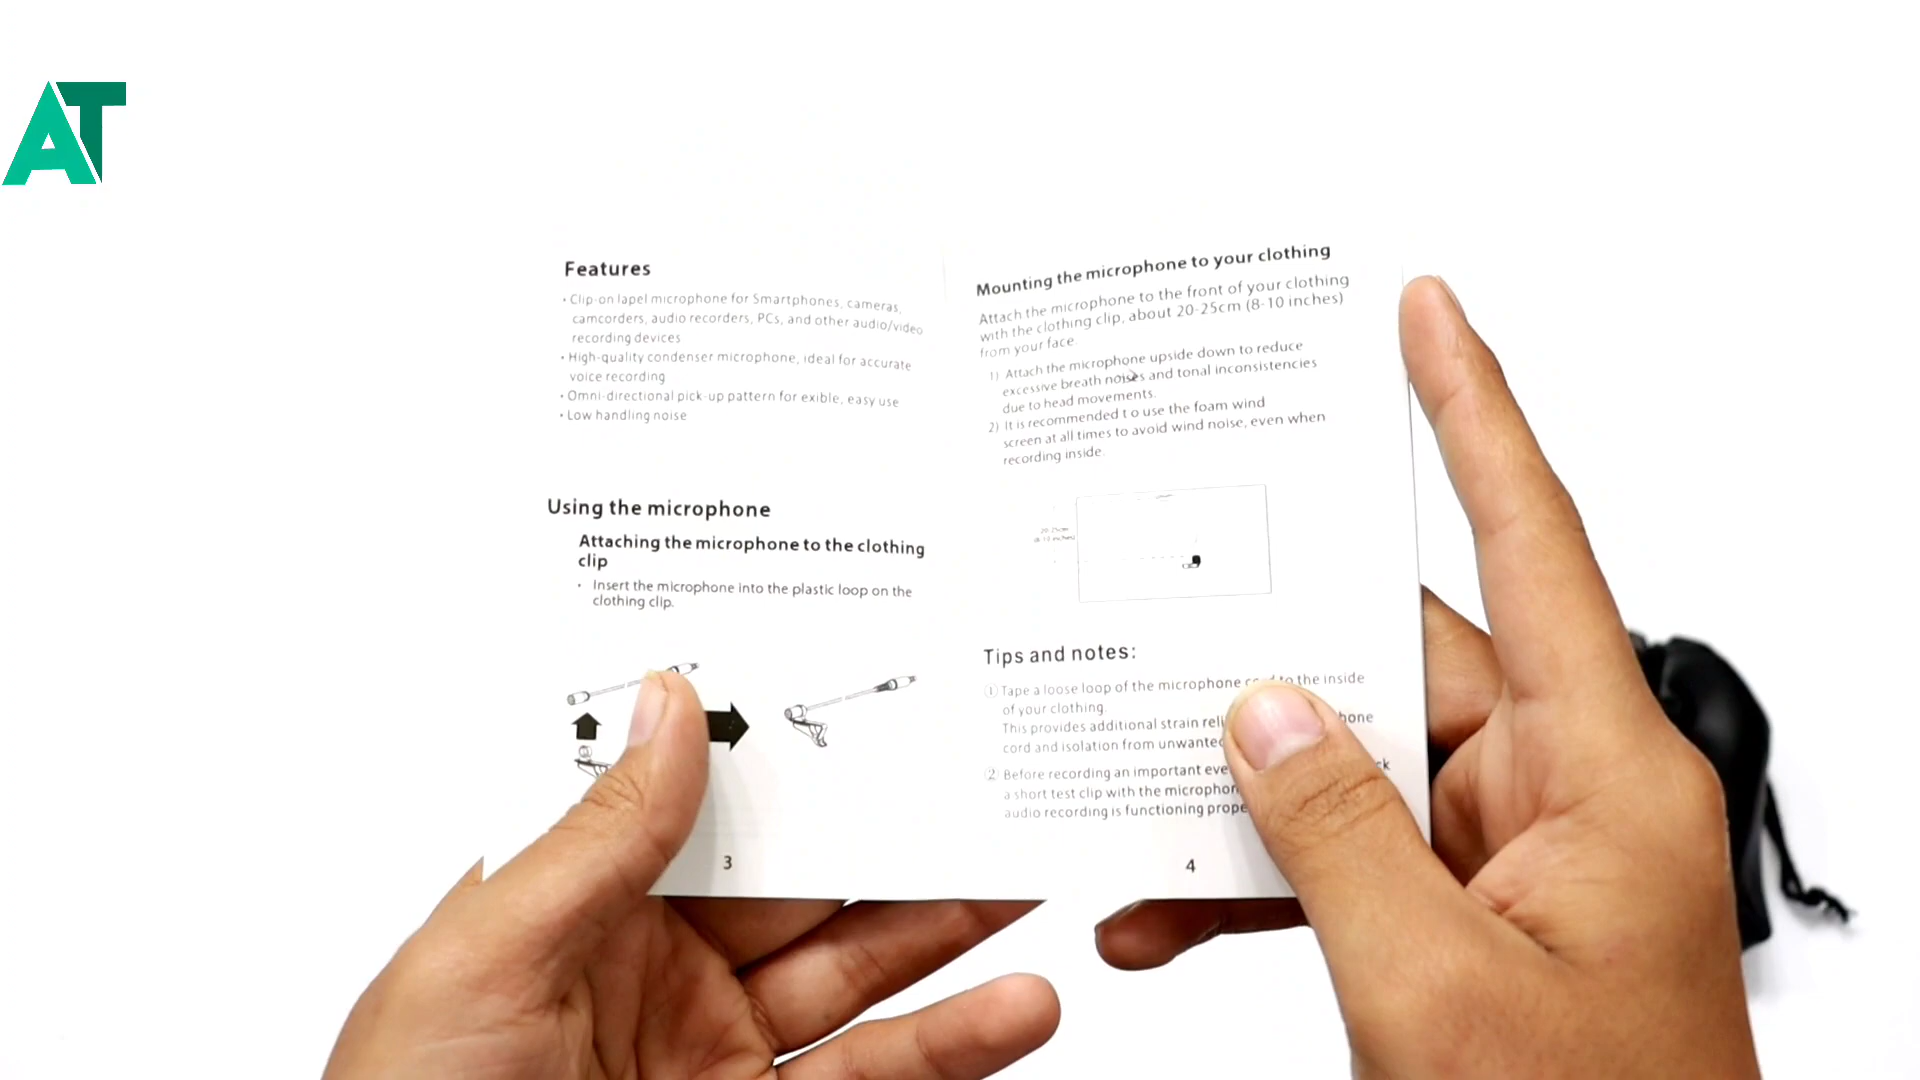 AT
Features
• Clip-on lapel microphone for Smartphones, cameras,
camcorders, audio recorders, PCs, and other audio/video
recording devices
• High-quality condenser microphone, ideal for accurate
voice recording
• Omni-directional pick-up pattern for exible, easy use
• Low handling noise
Using the microphone
Attaching the microphone to the clothing
clip
• Insert the microphone into the plastic loop on the
clothing clip.
3
Mounting the microphone to your clothing
Attach the microphone to the front of your clothing
with the clothing clip, about 20-25cm (8-10 inches)
from your face
1) Attach the microphone upside down to reduce
excessive breath noises and tonal inconsistencies
due to head movements.
2) It is recommended t o use the foam wind
screen at all times to avoid wind noise, even when
recording inside.
20-25cm
(8-10 inches)
Tips and notes:
① Tape a loose loop of the microphone to the inside
of your clothing.
This provides additional strain
cord and isolation from
② Before recording an important
a short test clip with the
audio recording is functioning
4